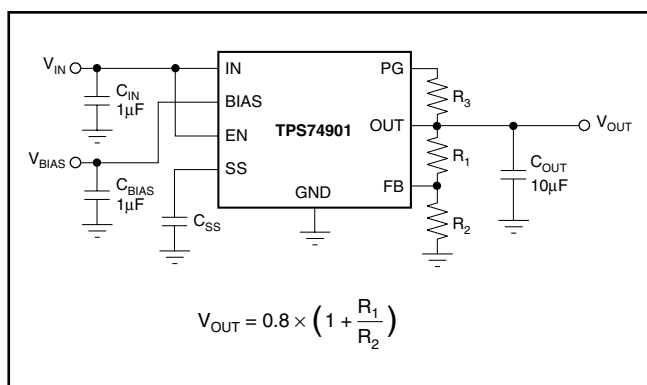 V_IN
C_IN
1μF
V_BIAS
C_BIAS
1μF
C_SS
IN
BIAS
EN
SS
TPS74901
GND
PG
OUT
FB
R_3
R_1
R_2
V_OUT
C_OUT
10μF
V_OUT = 0.8 × (1 + R_1/R_2)